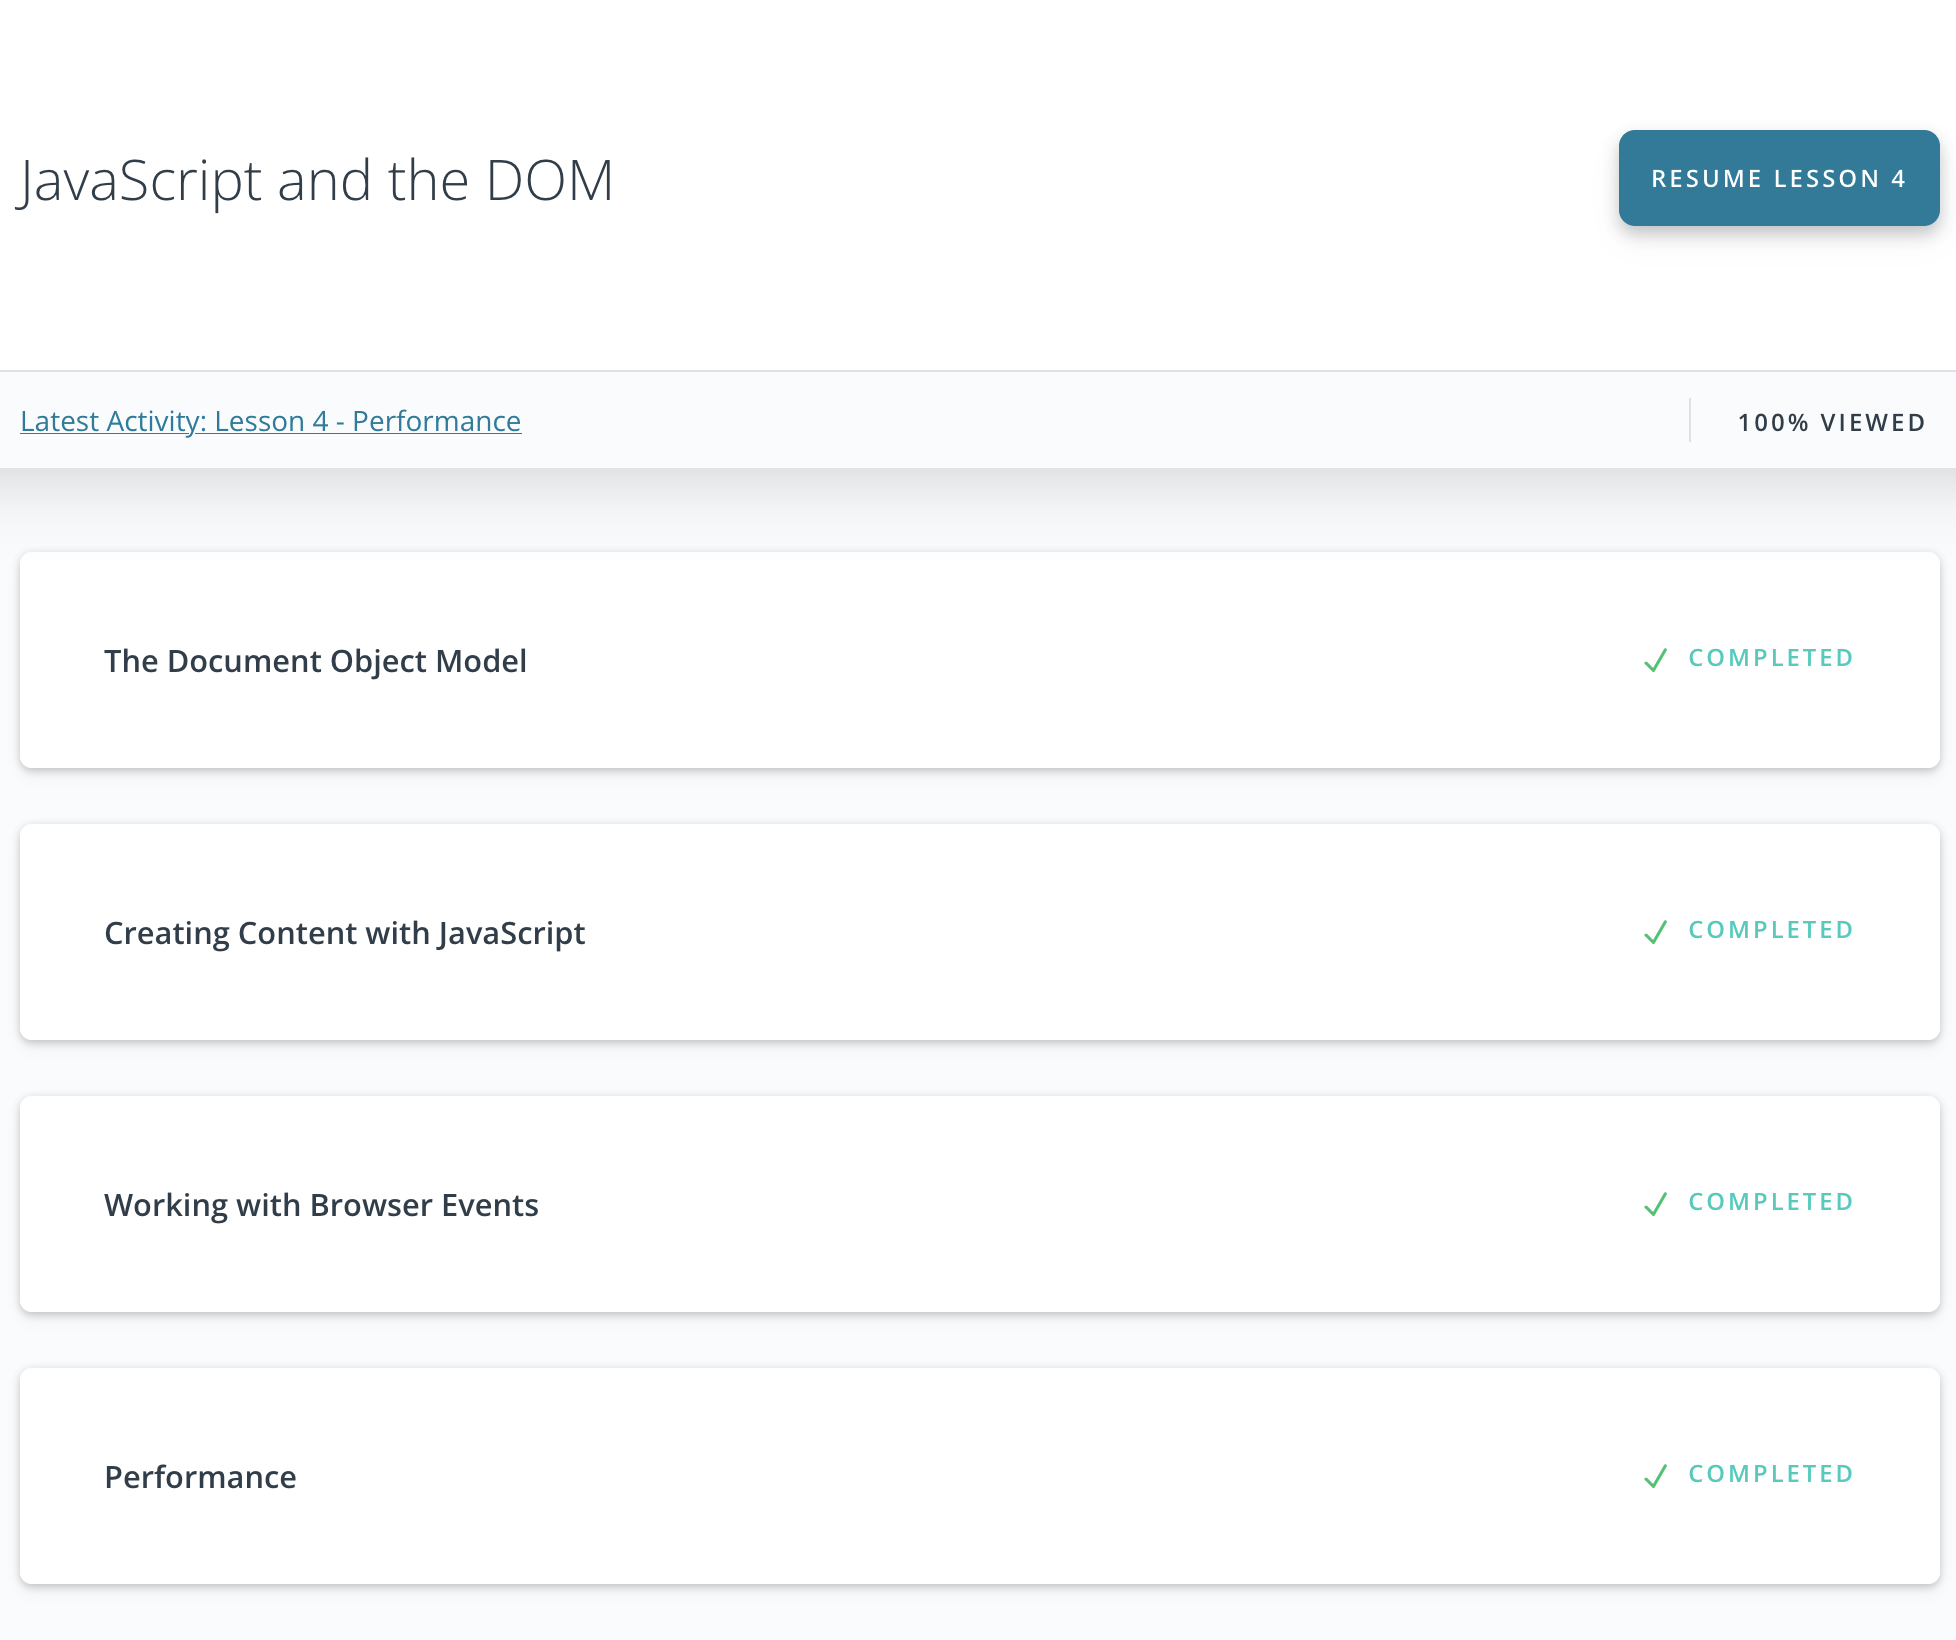 JavaScript and the DOM
RESUME LESSON 4
Latest Activity: Lesson 4 - Performance
100% VIEWED
The Document Object Model
COMPLETED
Creating Content with JavaScript
COMPLETED
Working with Browser Events
COMPLETED
Performance
COMPLETED